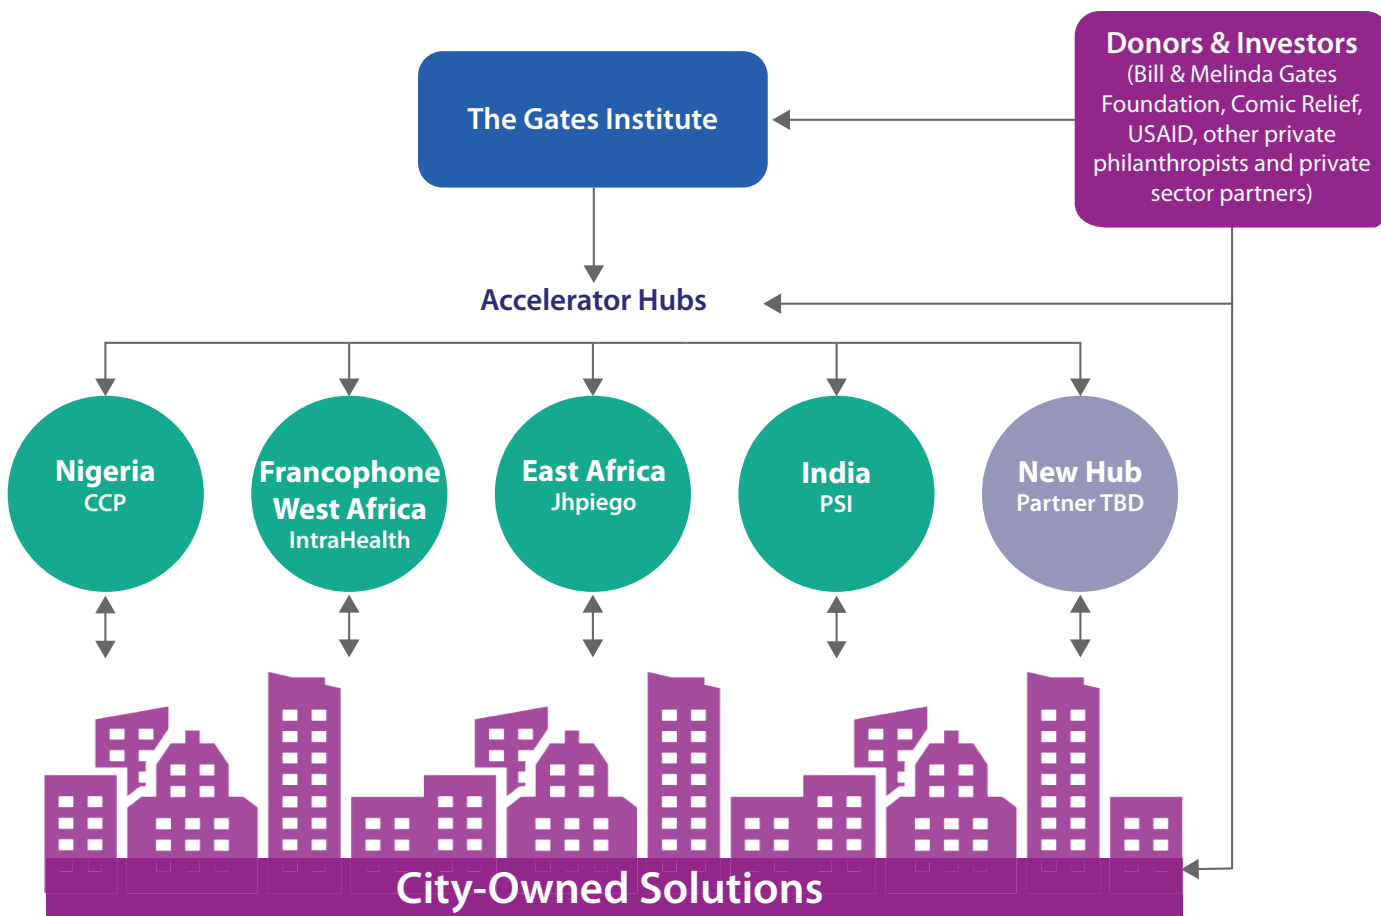 The Gates Institute
Donors & Investors
(Bill & Melinda Gates
Foundation, Comic Relief,
USAID, other private
philanthropists and private
sector partners)
Accelerator Hubs
Nigeria
CCP
Francophone
West Africa
IntraHealth
East Africa
Jhpiego
India
PSI
New Hub
Partner TBD
City-Owned Solutions